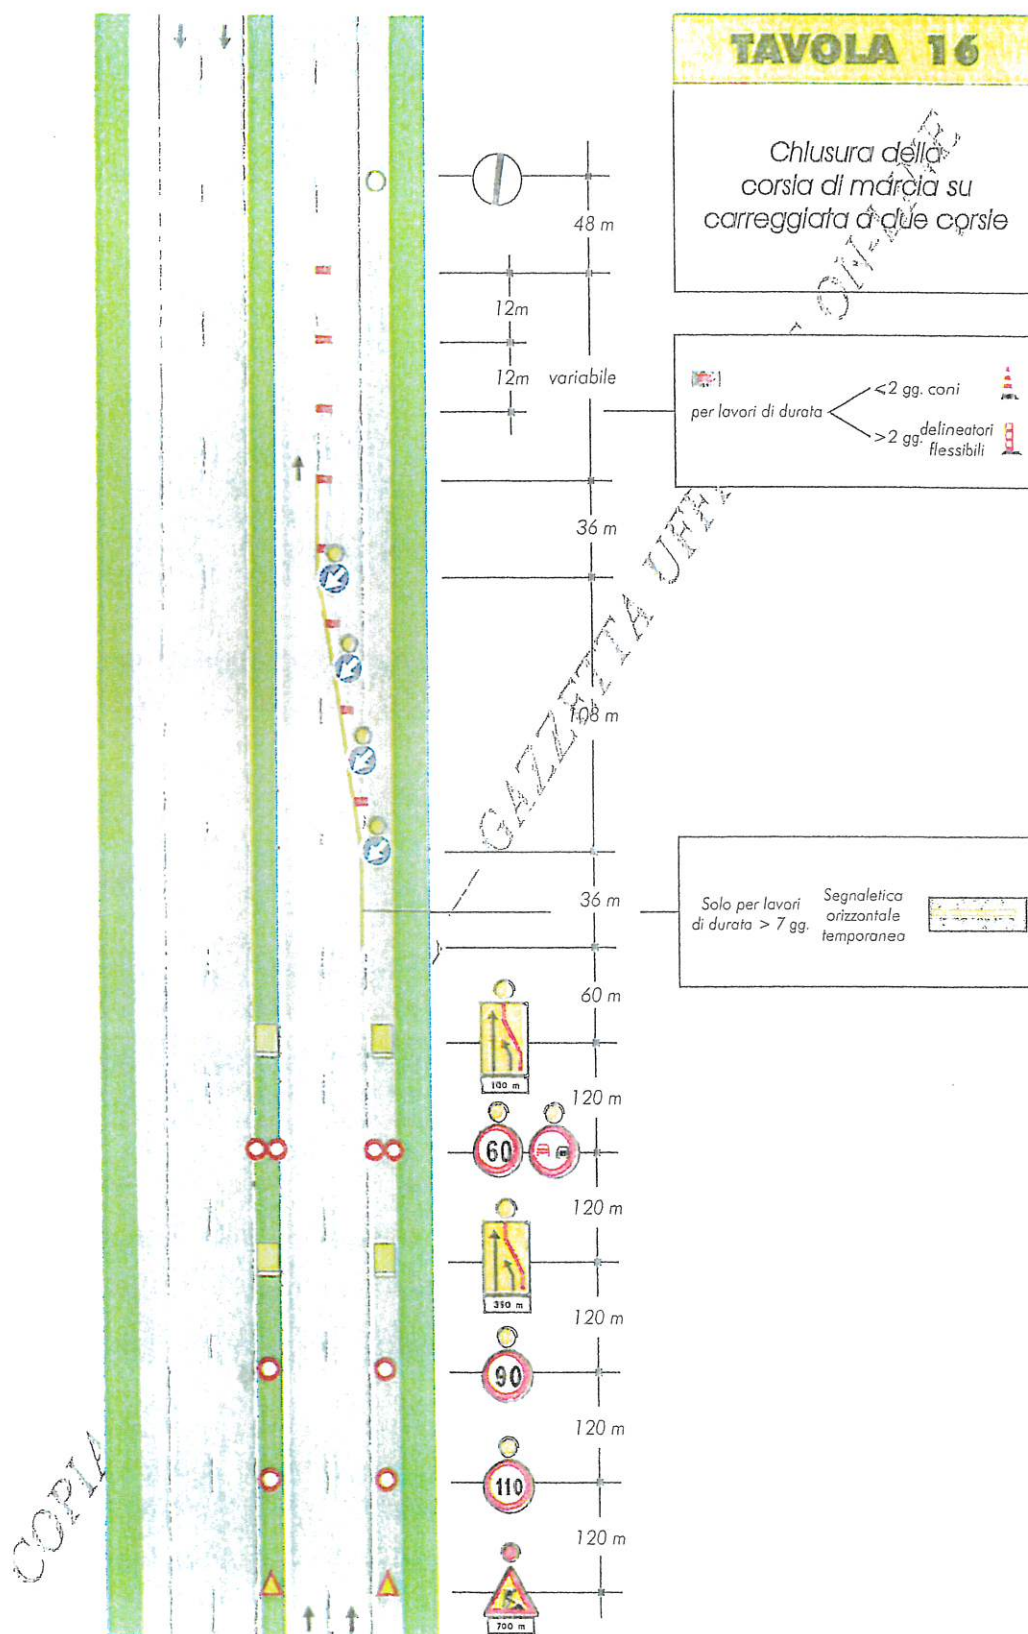 TAVOLA 16
Chiusura della
corsia di marcia su
carreggiata a due corsie
48 m
12m
12m
variabile
per lavori di durata
<2 gg. coni
>2 gg. delineatori
flessibili
36 m
108 m
36 m
Solo per lavori
di durata > 7 gg.
Segnaletica
orizzontale
temporanea
60 m
100 m
120 m
60
120 m
350 m
120 m
90
120 m
110
120 m
700 m
COPIA
GAZZETTA
ON-LINE